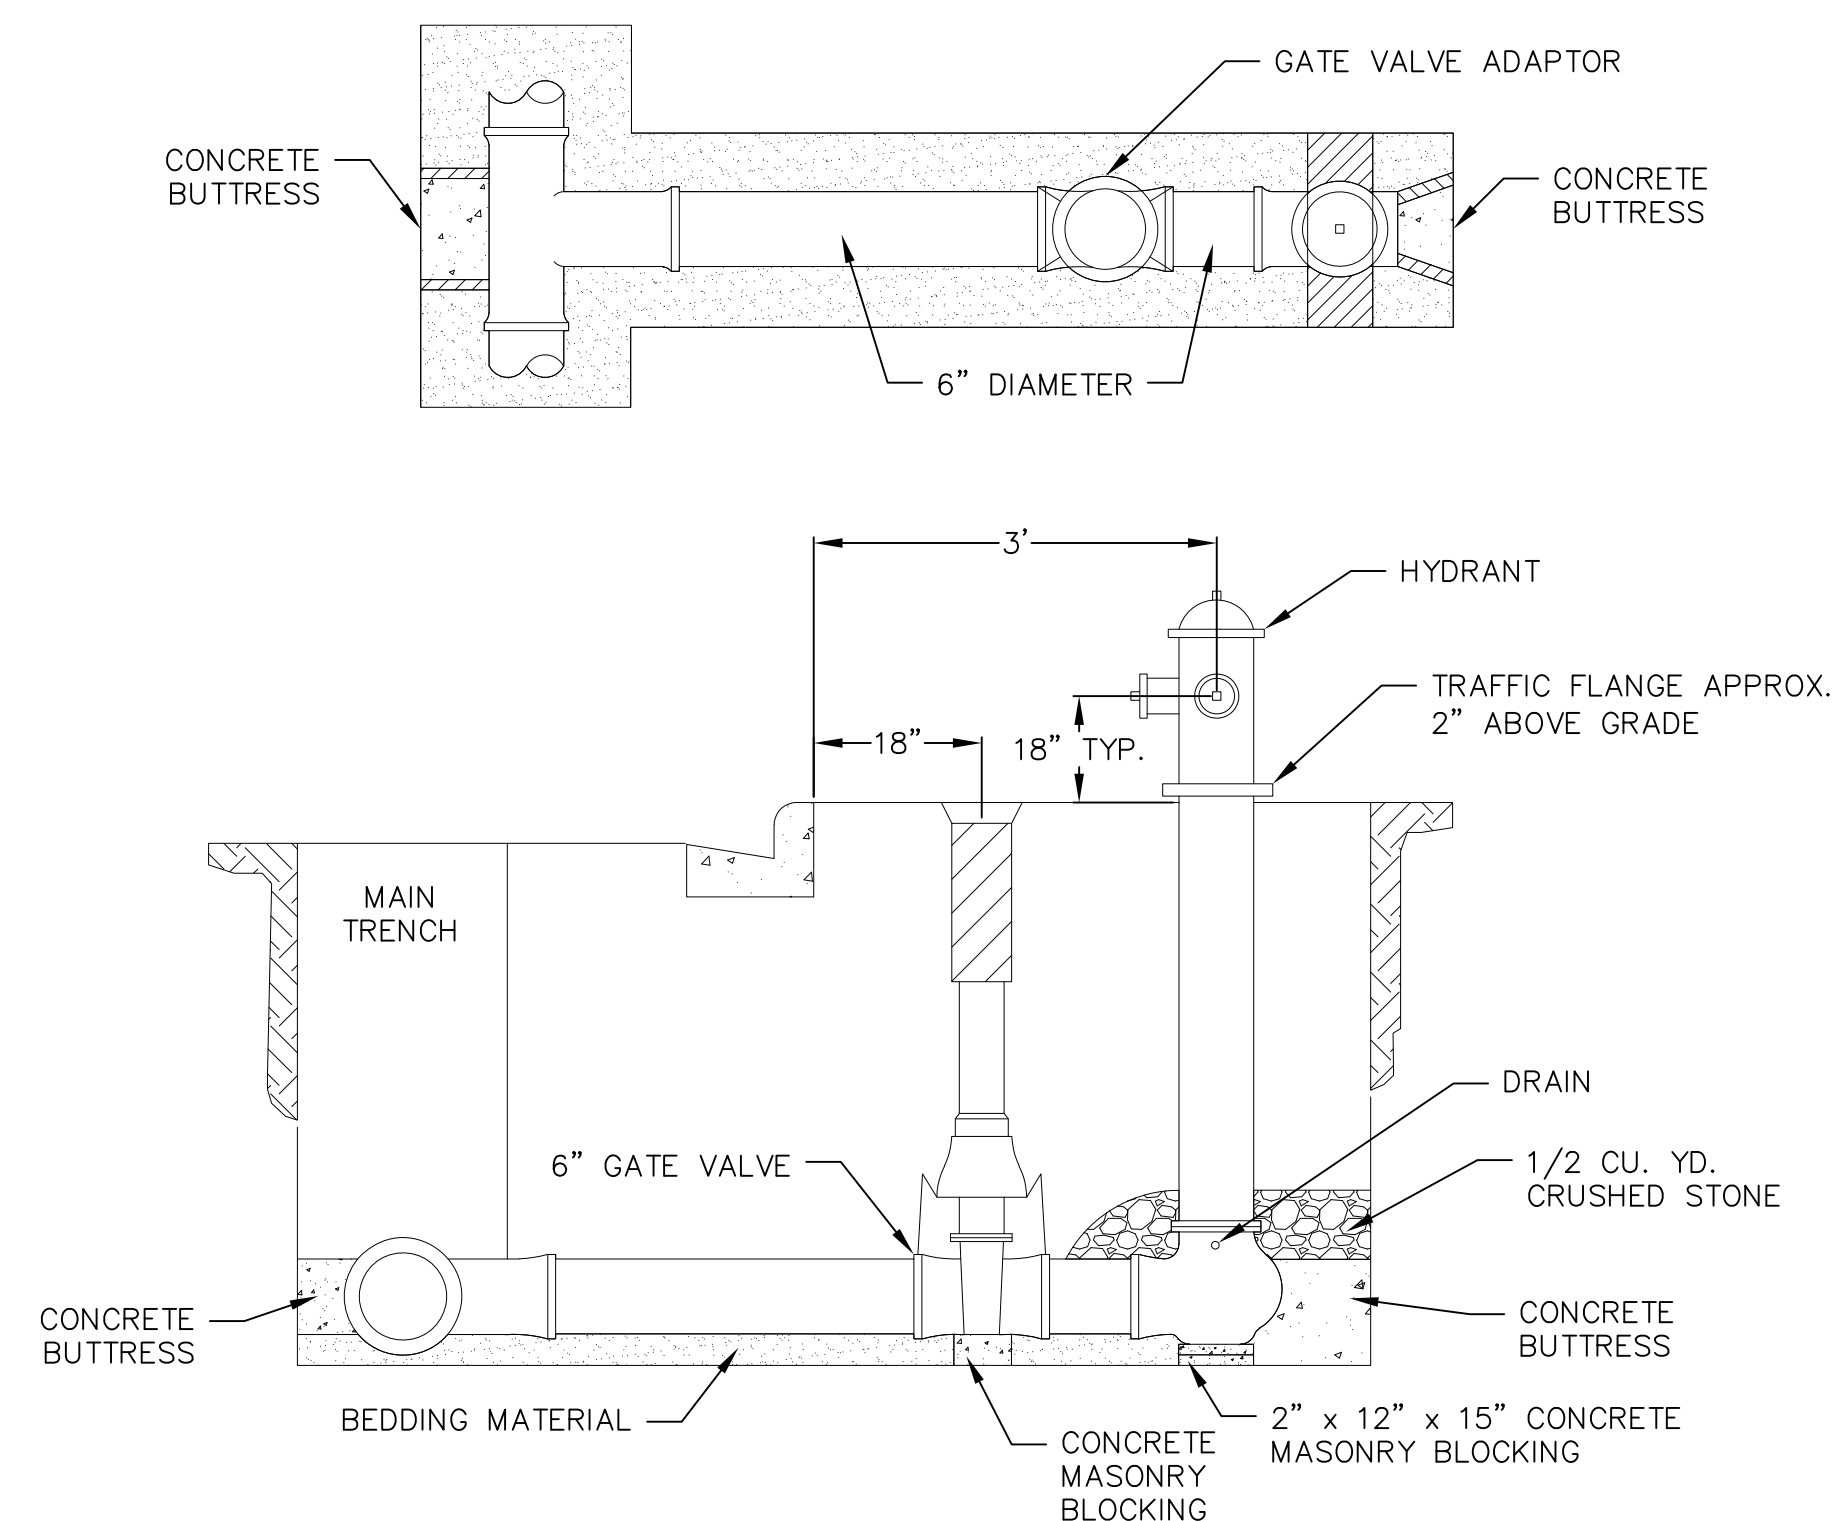 GATE VALVE ADAPTOR
CONCRETE
BUTTRESS
CONCRETE
BUTTRESS
6” DIAMETER
3’
HYDRANT
TRAFFIC FLANGE APPROX.
2” ABOVE GRADE
18”
18” TYP.
MAIN
TRENCH
DRAIN
6” GATE VALVE
1/2 CU. YD.
CRUSHED STONE
CONCRETE
BUTTRESS
CONCRETE
BUTTRESS
BEDDING MATERIAL
2” x 12” x 15” CONCRETE
MASONRY BLOCKING
CONCRETE
MASONRY
BLOCKING